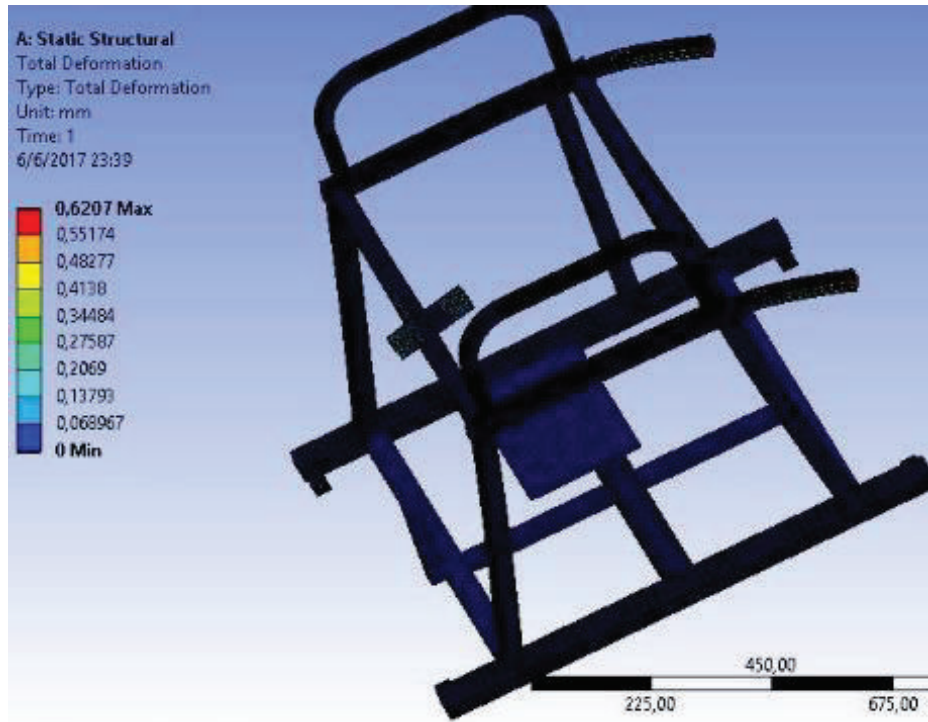 A: Static Structural
Total Deformation
Type: Total Deformation
Unit: mm
Time: 1
6/6/2017 23:39
0,6207 Max
0,55174
0,48277
0,4138
0,34484
0,27587
0,2069
0,13793
0,068967
0 Min
450,00
225,00
675,00